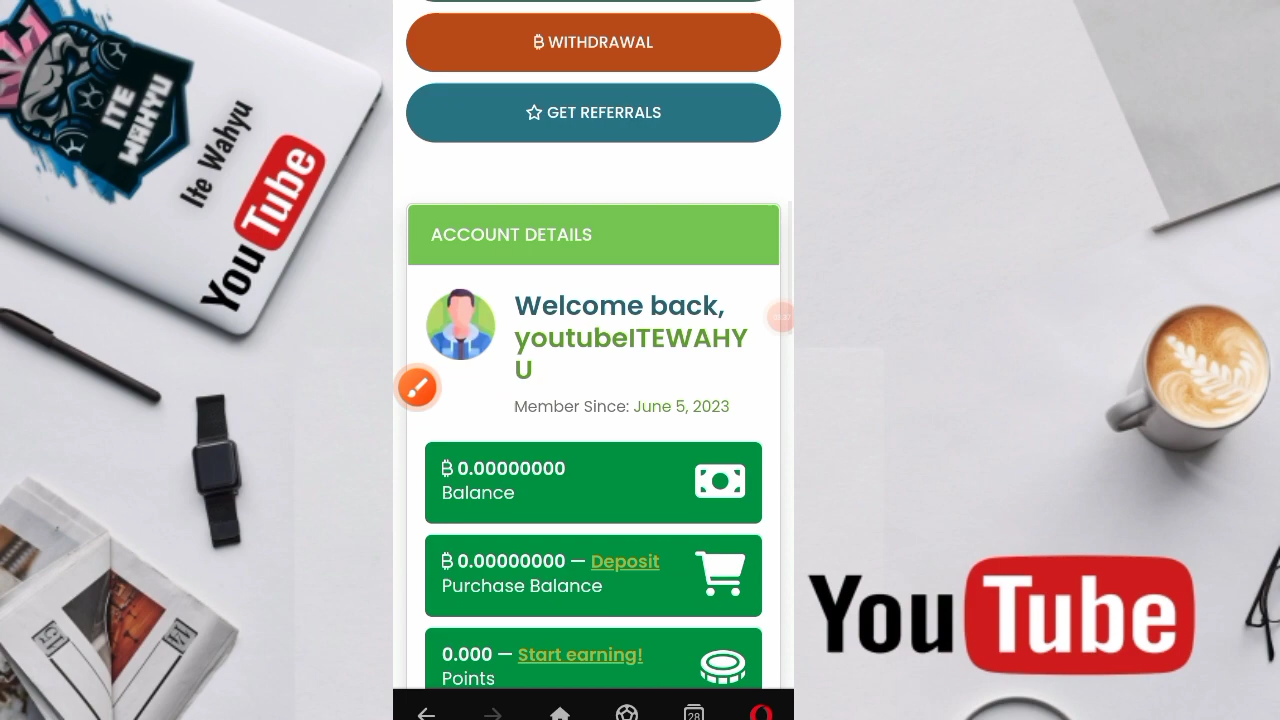 ITE
WAHYU
Ite Wahyu
YouTube
₿ WITHDRAWAL
GET REFERRALS
ACCOUNT DETAILS
Welcome back,
youtubeITEWAHY
U
Member Since: June 5, 2023
₿ 0.00000000
Balance
₿ 0.00000000 — Deposit
Purchase Balance
0.000 — Start earning!
Points
28
YouTube